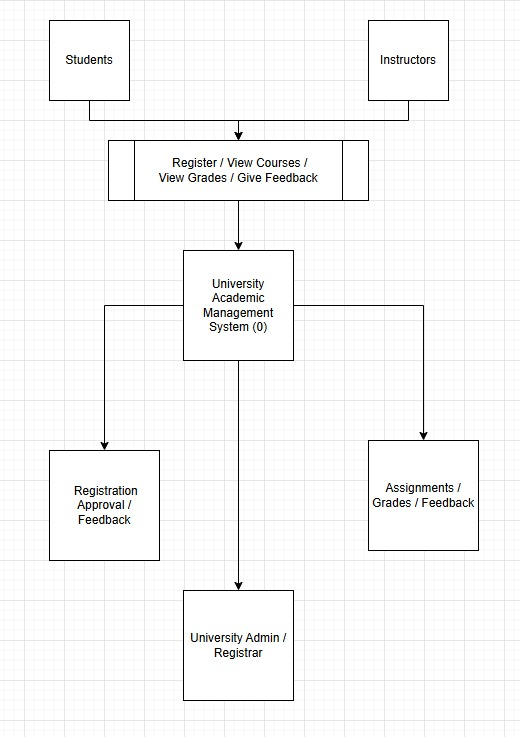 Students
Instructors
Register / View Courses /
View Grades / Give Feedback
University
Academic
Management
System (0)
Registration
Approval /
Feedback
Assignments /
Grades / Feedback
University Admin /
Registrar